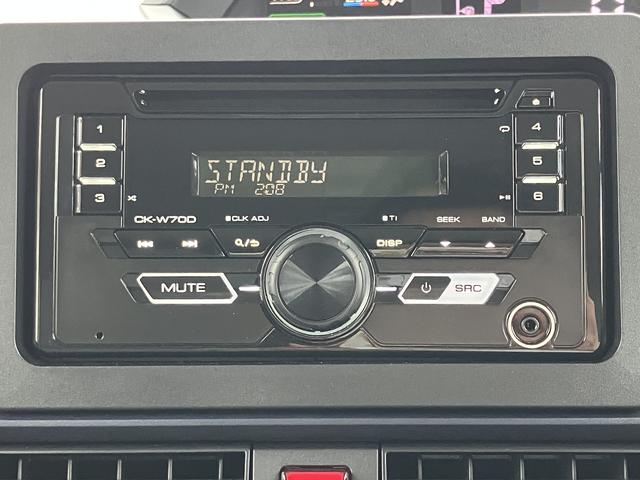 1
2
3
4
5
6
STANDBY
PM 2:08
CK-W70D
CLK ADJ
TI
SEEK BAND
DISP
MUTE
SRC